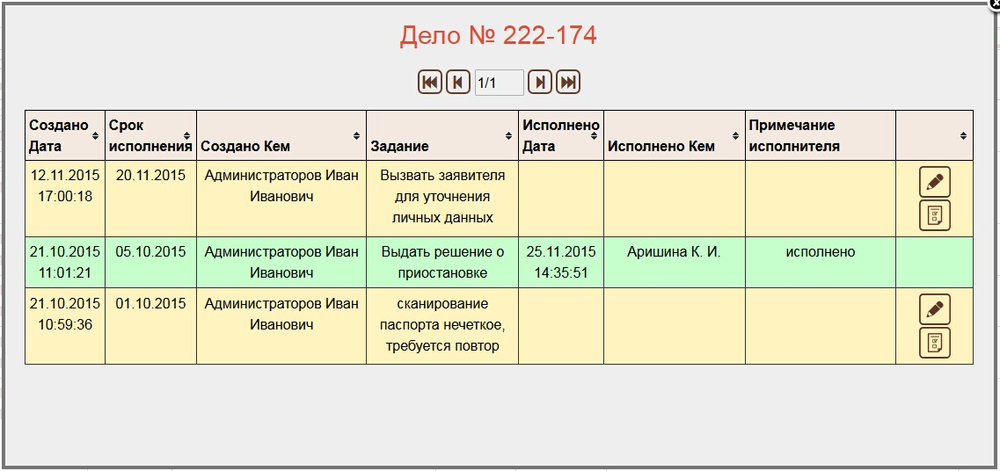 Дело № 222-174
1/1
Создано Дата Срок исполнения Создано Кем Задание Исполнено Дата Исполнено Кем Примечание исполнителя
12.11.2015 17:00:18 20.11.2015 Администраторов Иван Иванович Вызвать заявителя для уточнения личных данных
21.10.2015 11:01:21 05.10.2015 Администраторов Иван Иванович Выдать решение о приостановке 25.11.2015 14:35:51 Аришина К. И. исполнено
21.10.2015 10:59:36 01.10.2015 Администраторов Иван Иванович сканирование паспорта нечеткое, требуется повтор